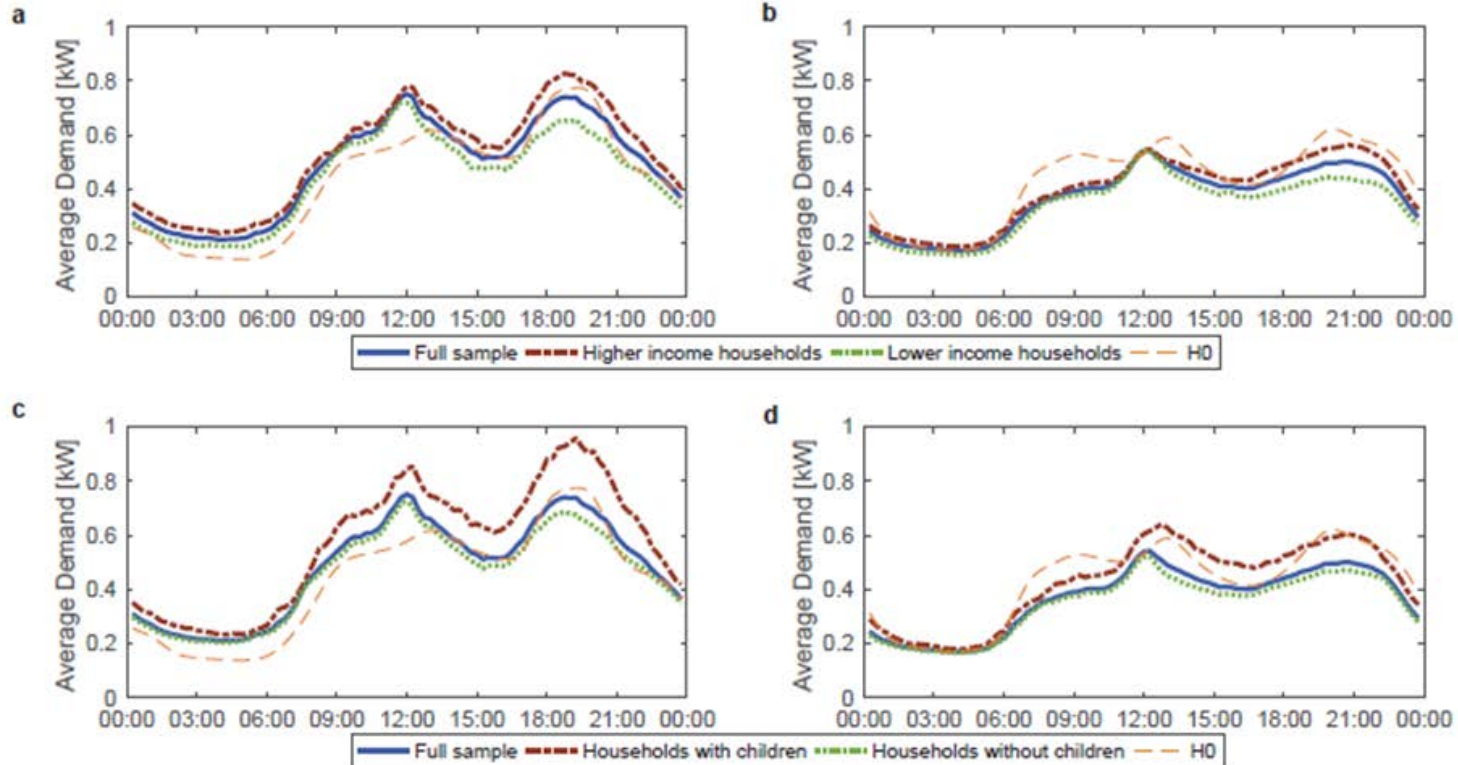 a
b
Average Demand [kW]
1
0.8
0.6
0.4
0.2
0
00:00 03:00 06:00 09:00 12:00 15:00 18:00 21:00 00:00
Average Demand [kW]
1
0.8
0.6
0.4
0.2
0
00:00 03:00 06:00 09:00 12:00 15:00 18:00 21:00 00:00
Full sample Higher income households Lower income households H0
c
d
Average Demand [kW]
1
0.8
0.6
0.4
0.2
0
00:00 03:00 06:00 09:00 12:00 15:00 18:00 21:00 00:00
Average Demand [kW]
1
0.8
0.6
0.4
0.2
0
00:00 03:00 06:00 09:00 12:00 15:00 18:00 21:00 00:00
Full sample Households with children Households without children H0